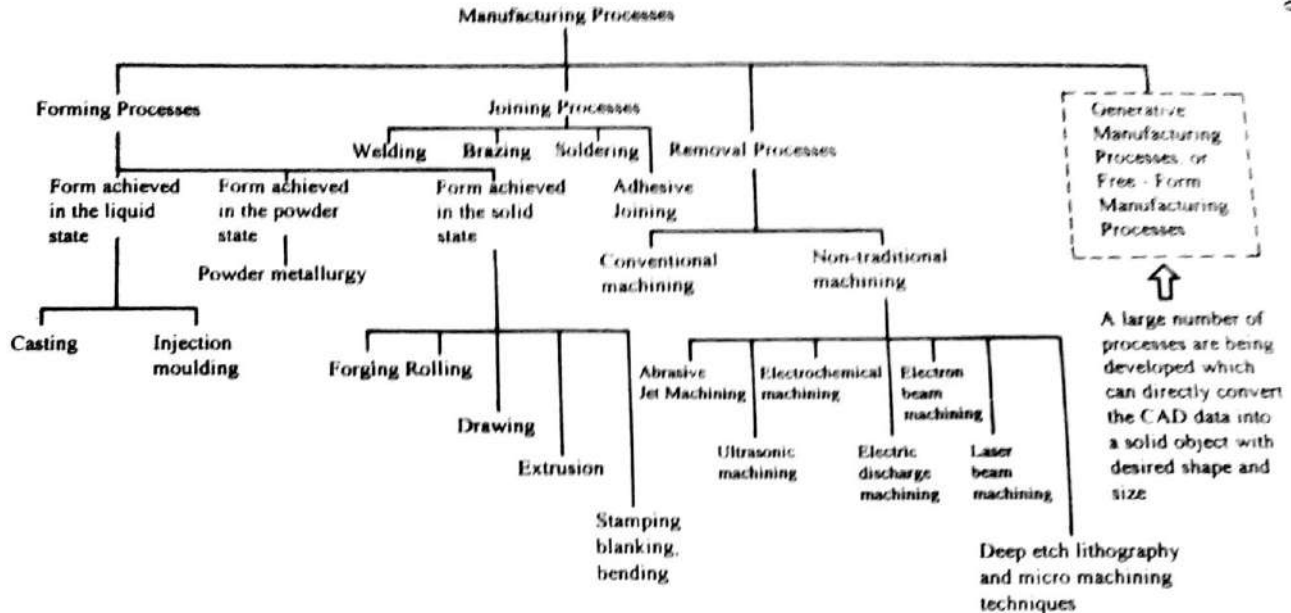 Manufacturing Processes
Forming Processes
Joining Processes
Welding Brazing Soldering
Adhesive
Joining
Removal Processes
Generative
Manufacturing
Processes or
Free - Form
Manufacturing
Processes
Form achieved
in the liquid
state
Form achieved
in the powder
state
Form achieved
in the solid
state
Powder metallurgy
Conventional
machining
Non-traditional
machining
Casting
Injection
moulding
Forging Rolling
Drawing
Extrusion
Stamping
blanking,
bending
Abrasive
Jet Machining
Electrochemical
machining
Electron
beam
machining
Ultrasonic
machining
Electric
discharge
machining
Laser
beam
machining
Deep etch lithography
and micro machining
techniques
A large number of
processes are being
developed which
can directly convert
the CAD data into
a solid object with
desired shape and
size